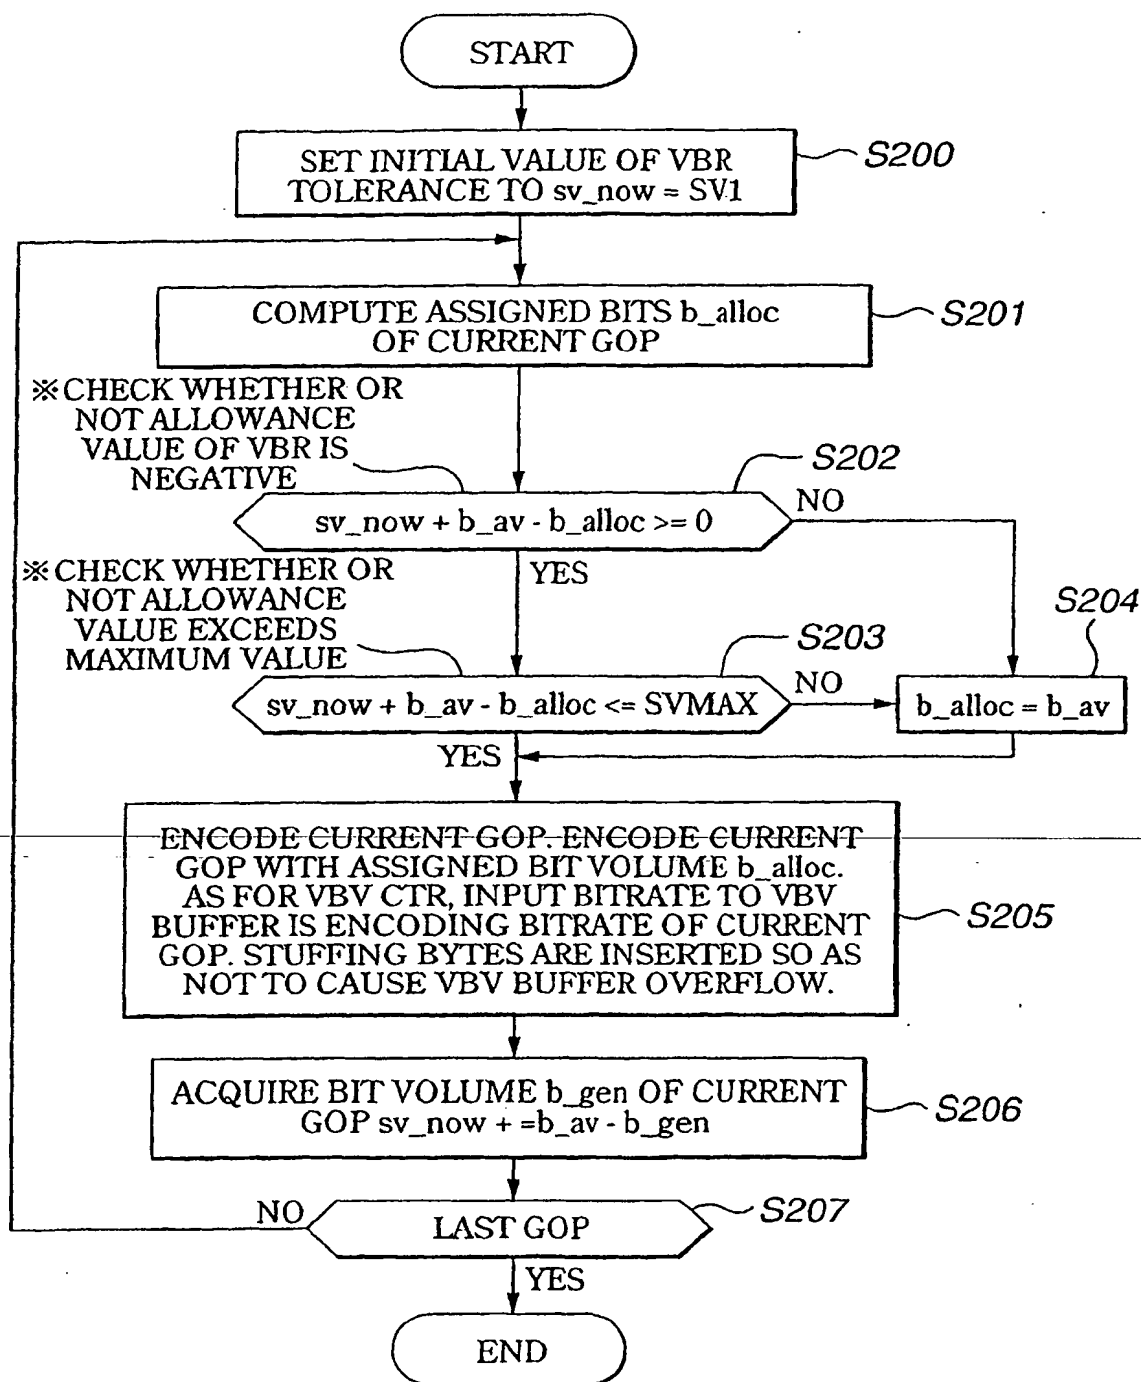 START
SET INITIAL VALUE OF VBR
TOLERANCE TO sv_now = SV1
S200
COMPUTE ASSIGNED BITS b_alloc
OF CURRENT GOP
S201
※CHECK WHETHER OR
NOT ALLOWANCE
VALUE OF VBR IS
NEGATIVE
S202
sv_now + b_av - b_alloc >= 0
NO
YES
※CHECK WHETHER OR
NOT ALLOWANCE
VALUE EXCEEDS
MAXIMUM VALUE
S203
sv_now + b_av - b_alloc <= SVMAX
NO
S204
b_alloc = b_av
YES
ENCODE CURRENT GOP. ENCODE CURRENT
GOP WITH ASSIGNED BIT VOLUME b_alloc.
AS FOR VBV CTR, INPUT BITRATE TO VBV
BUFFER IS ENCODING BITRATE OF CURRENT
GOP. STUFFING BYTES ARE INSERTED SO AS
NOT TO CAUSE VBV BUFFER OVERFLOW.
S205
ACQUIRE BIT VOLUME b_gen OF CURRENT
GOP sv_now + =b_av - b_gen
S206
NO
LAST GOP
S207
YES
END